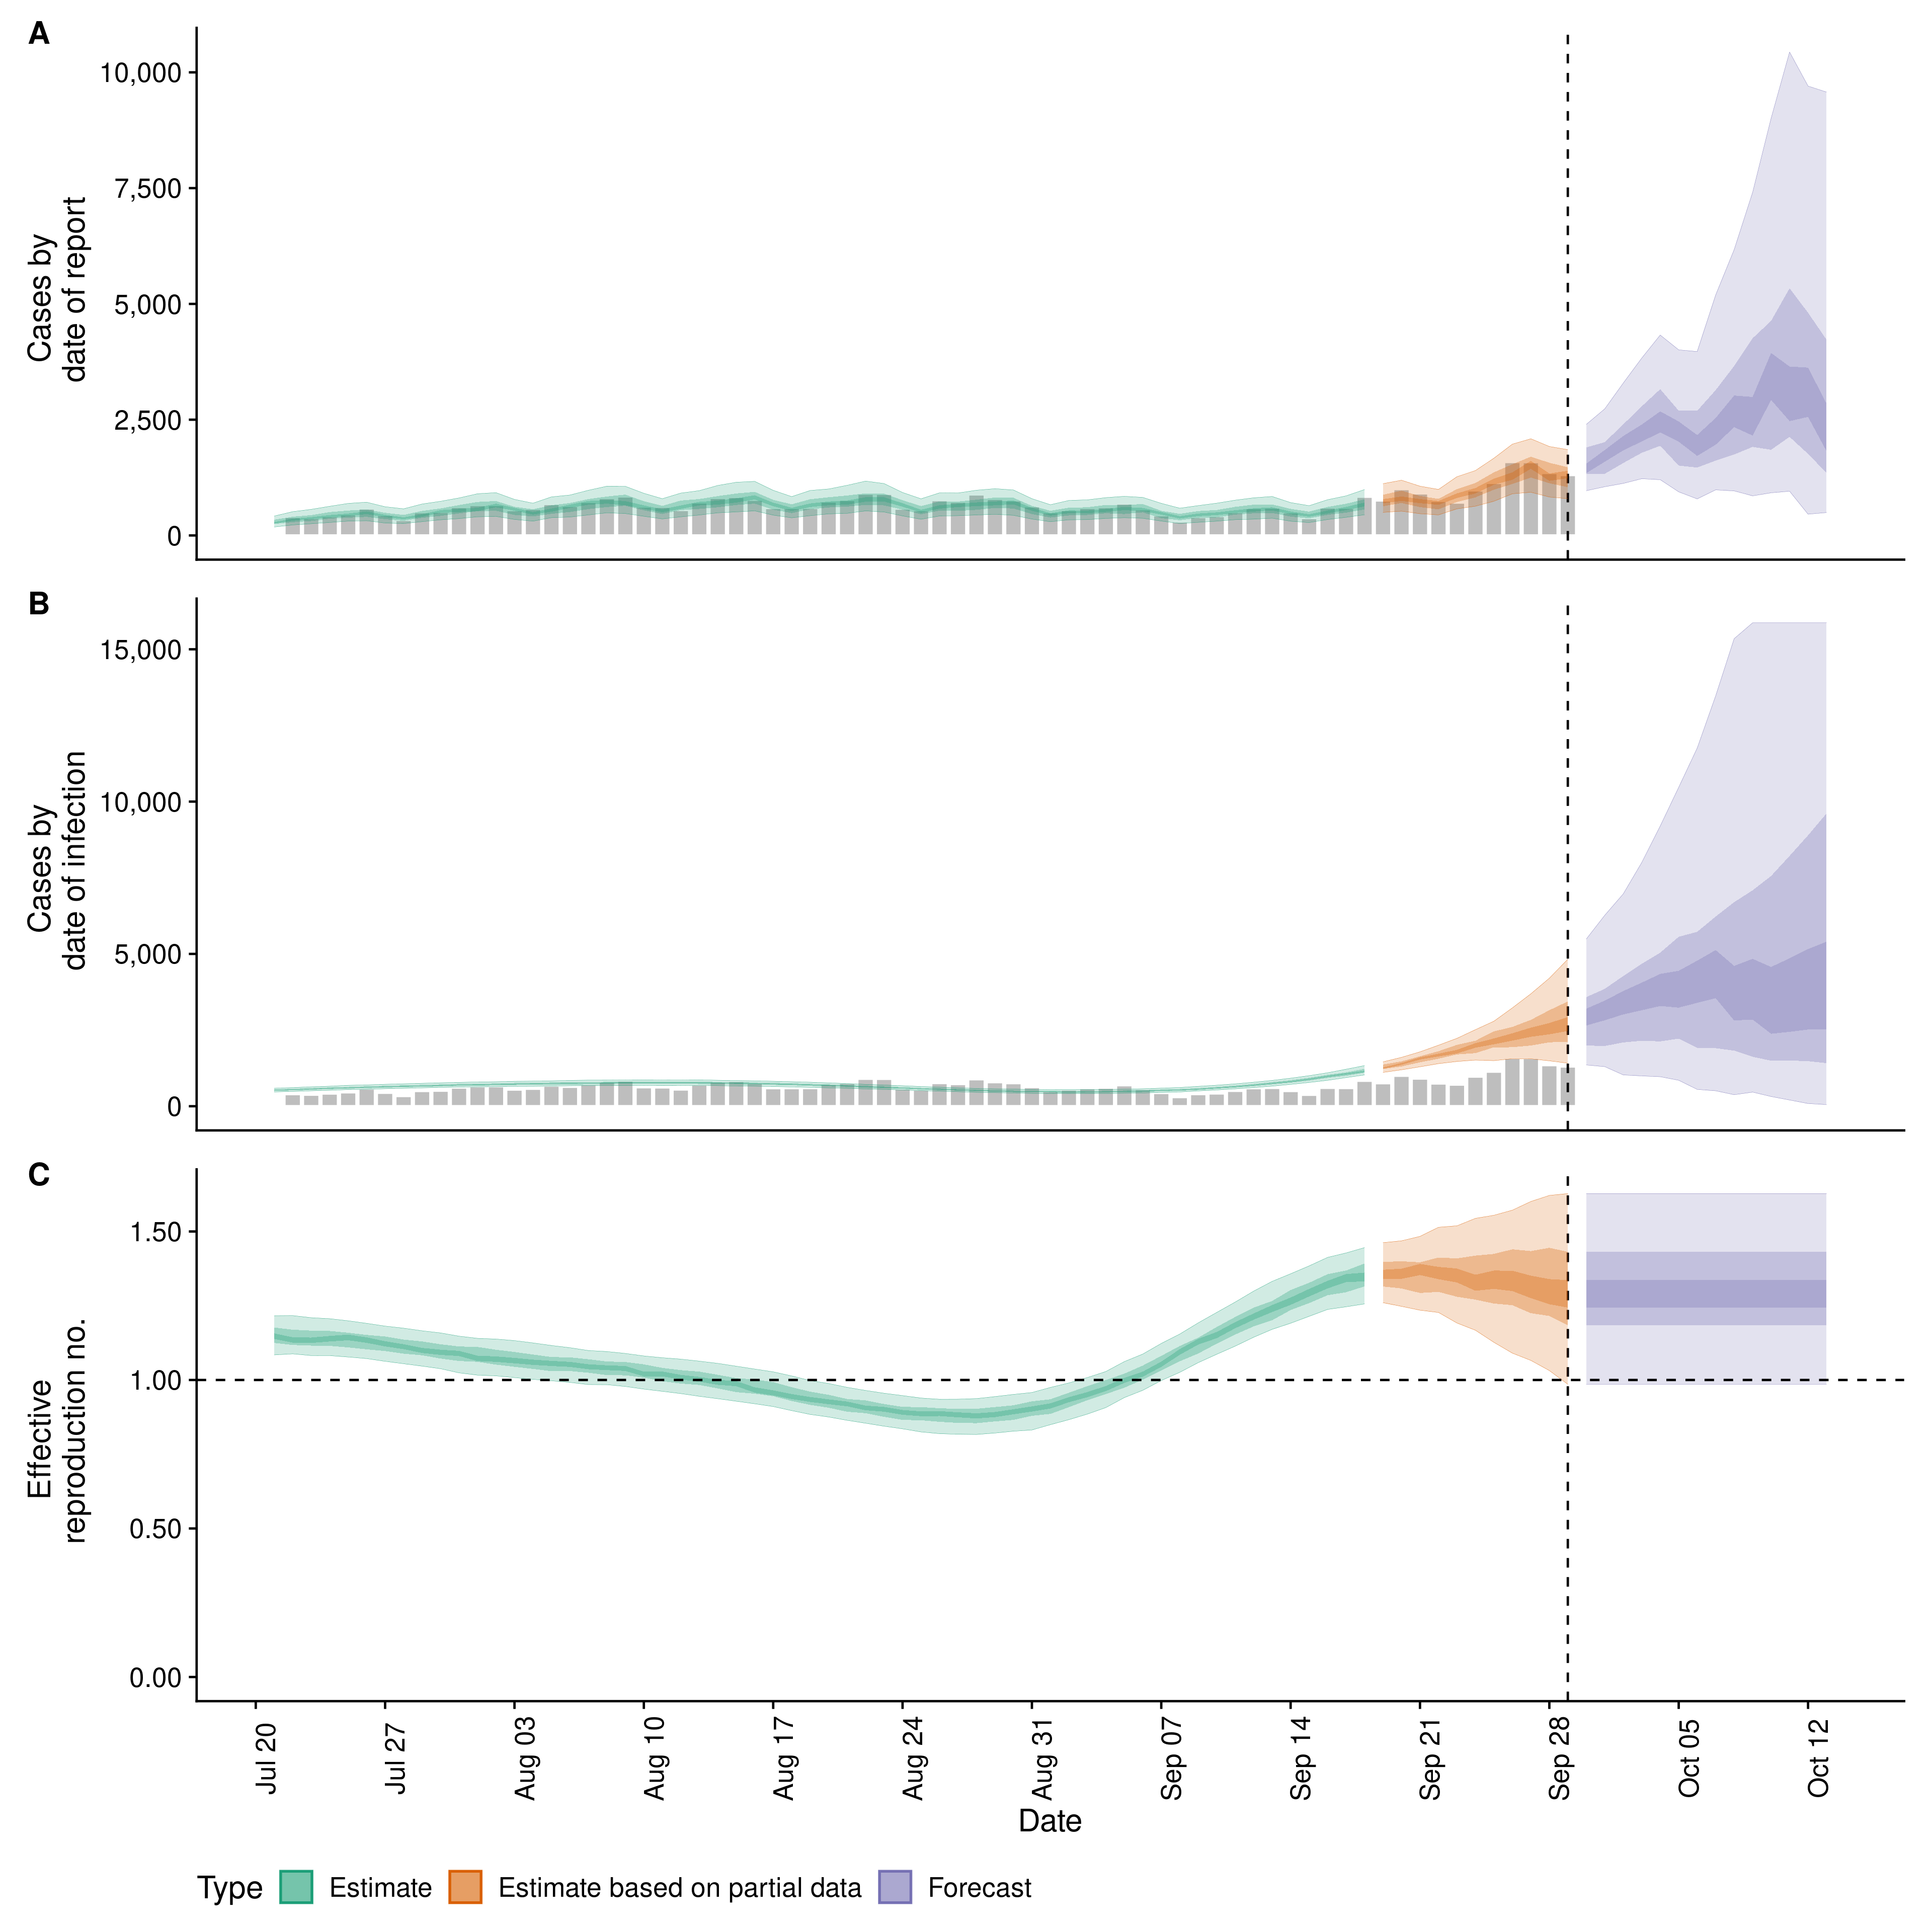 A
10,000
7,500
5,000
2,500
0
Cases by
date of report
B
15,000
10,000
5,000
0
Cases by
date of infection
C
1.50
1.00
0.50
0.00
Effective
reproduction no.
Jul 20
Jul 27
Aug 03
Aug 10
Aug 17
Aug 24
Aug 31
Sep 07
Sep 14
Sep 21
Sep 28
Oct 05
Oct 12
Date
Type Estimate Estimate based on partial data Forecast